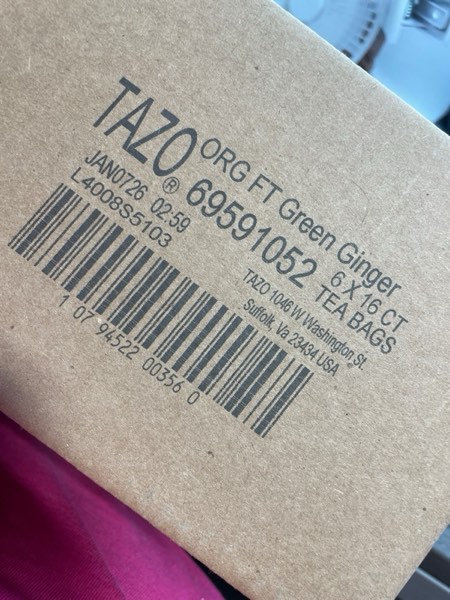 TAZO® ORG FT Green Ginger
69591052 6 X 16 CT
TEA BAGS
JAN0726 02:59
L4008S5103
TAZO 1046 W Washington St.
Suffolk, Va 23434 USA
1 07 94522 00356 0